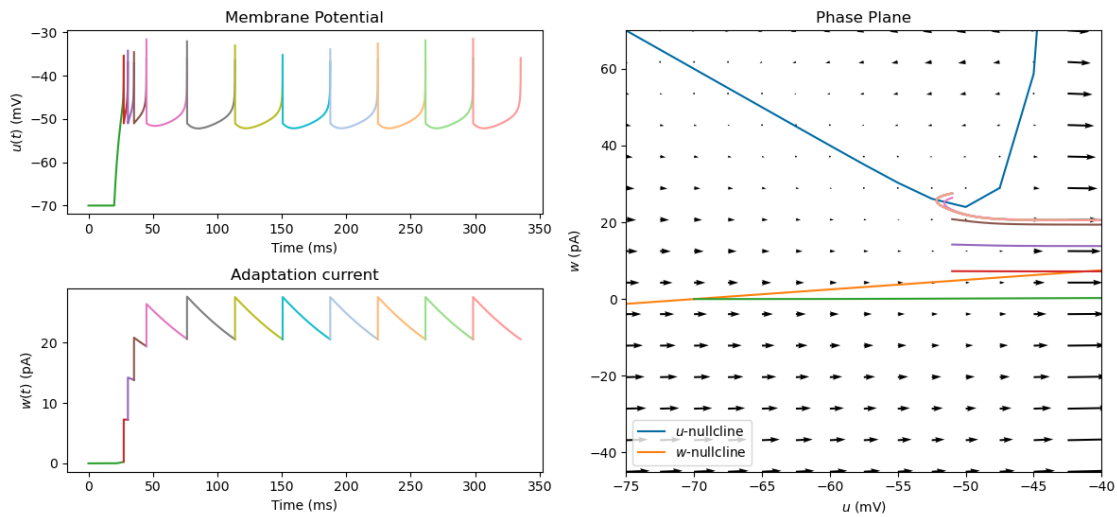 Membrane Potential
−30
−40
−50
−60
−70
u(t) (mV)
0 50 100 150 200 250 300 350
Time (ms)
Adaptation current
20
10
0
w(t) (pA)
0 50 100 150 200 250 300 350
Time (ms)
Phase Plane
60
40
20
0
−20
−40
w (pA)
u-nullcline
w-nullcline
−75 −70 −65 −60 −55 −50 −45 −40
u (mV)